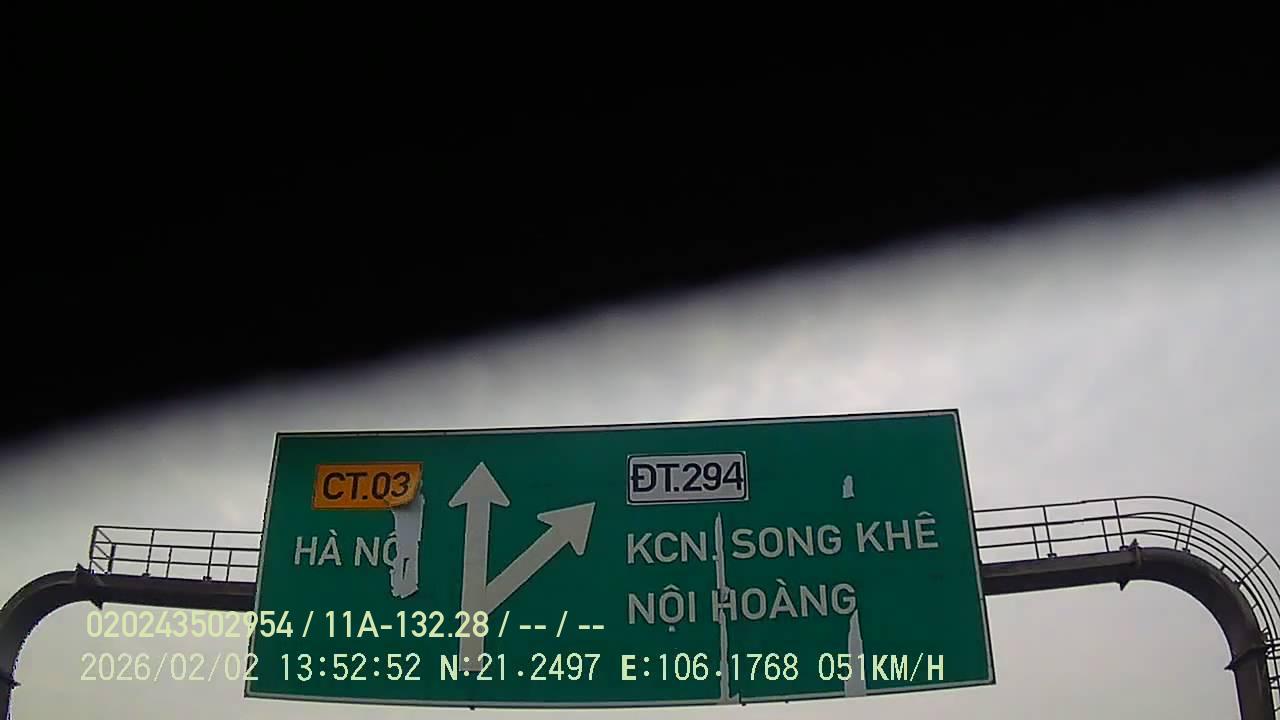 CT.03
HÀ NỘI
ĐT.294
KCN. SONG KHÊ
NỘI HOÀNG
020243502954 / 11A-132.28 / -- / --
2026/02/02 13:52:52 N:21.2497 E:106.1768 051KM/H